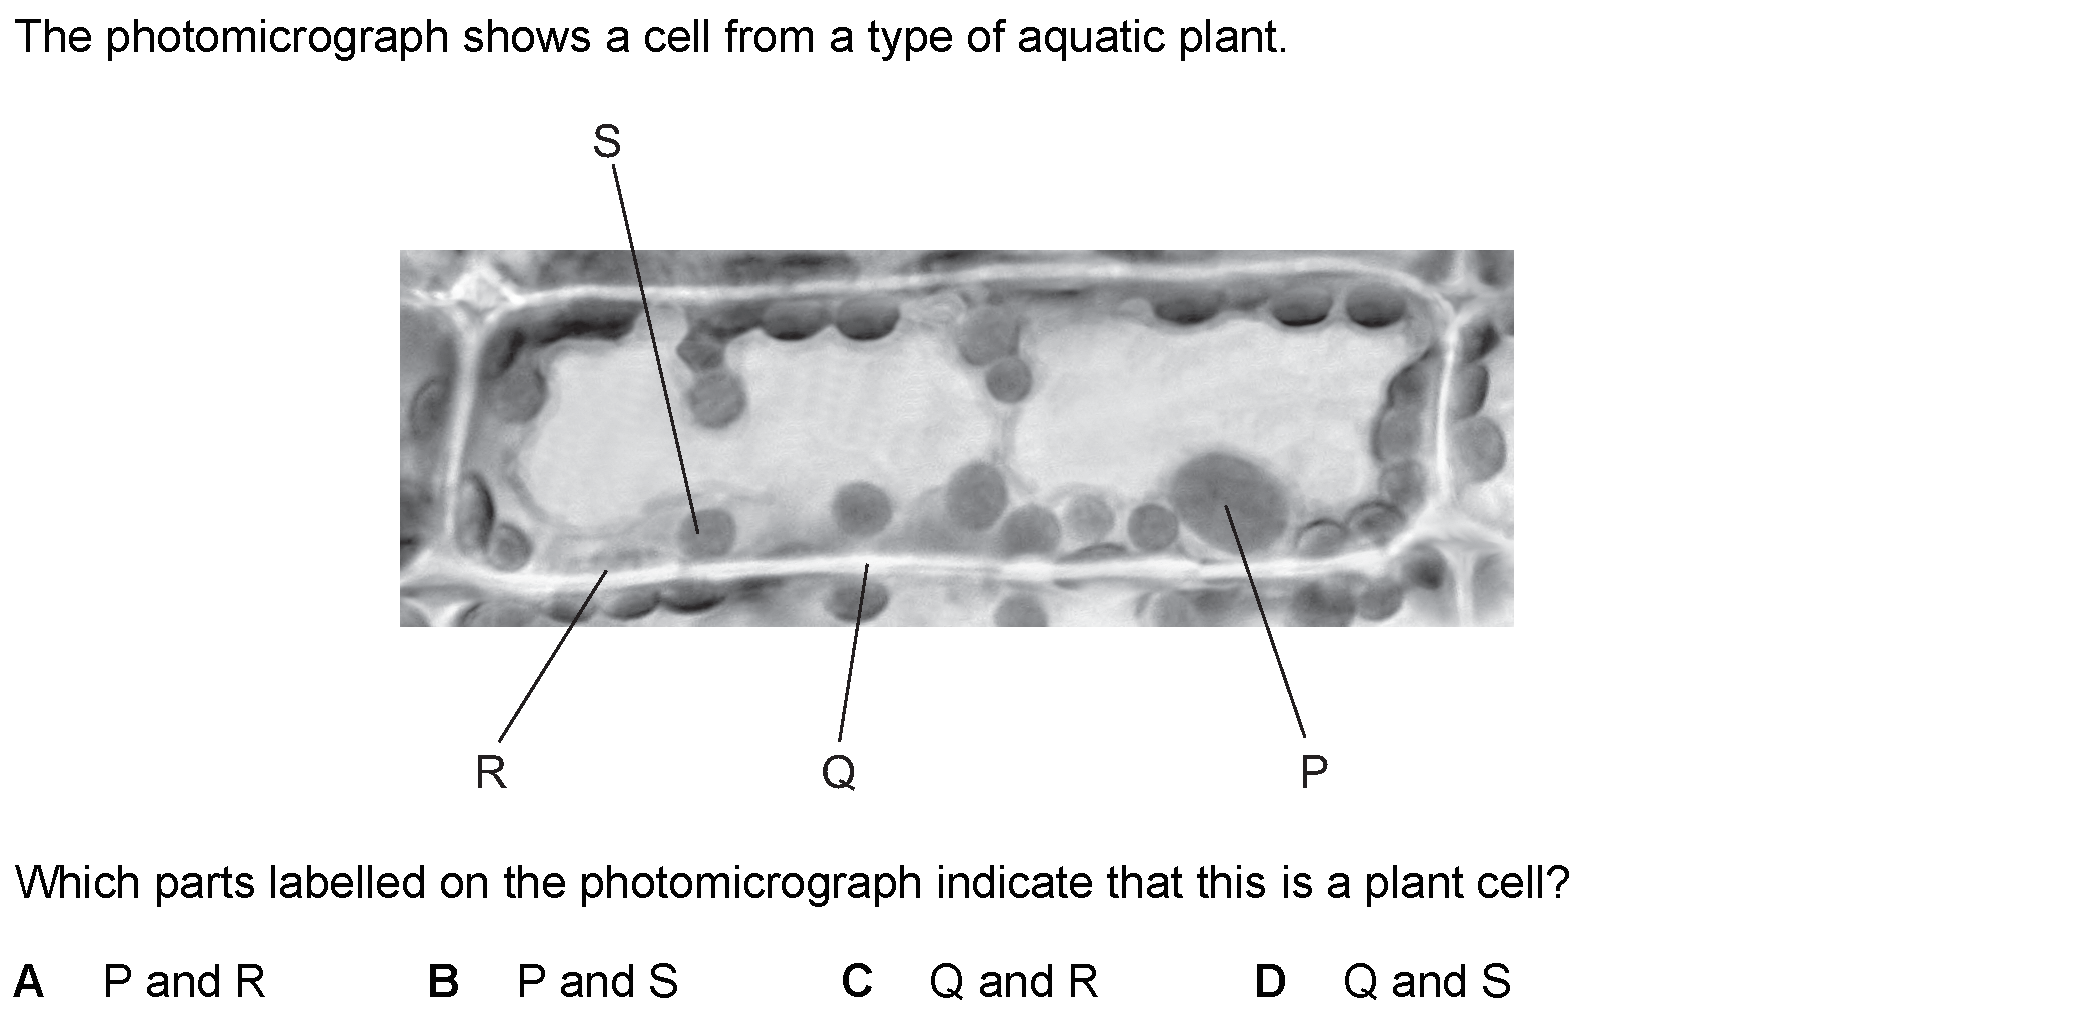 The photomicrograph shows a cell from a type of aquatic plant.
S
R Q P
Which parts labelled on the photomicrograph indicate that this is a plant cell?
A P and R B P and S C Q and R D Q and S